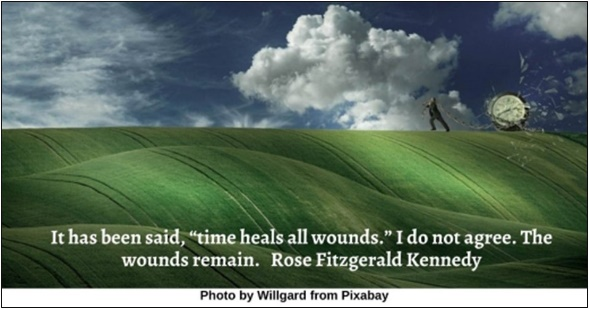 It has been said, “time heals all wounds.” I do not agree. The
wounds remain.   Rose Fitzgerald Kennedy
Photo by Willgard from Pixabay